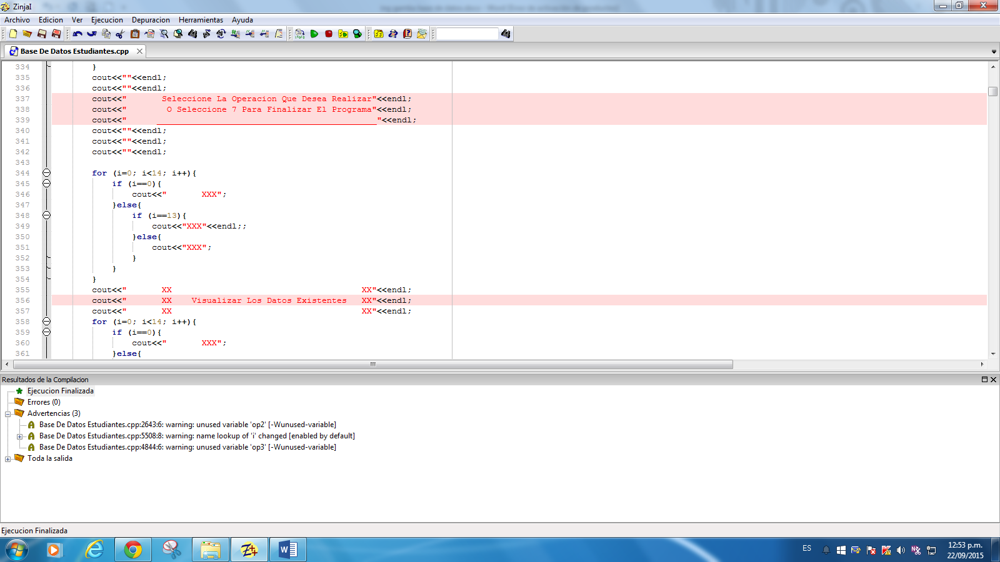 ZinjaI
Archivo Edicion Ver Ejecucion Depuracion Herramientas Ayuda
Base De Datos Estudiantes.cpp
334 }
335 cout<<""<<endl;
336 cout<<""<<endl;
337 cout<<"       Seleccione La Operacion Que Desea Realizar"<<endl;
338 cout<<"        O Seleccione 7 Para Finalizar El Programa"<<endl;
339 cout<<"      ____________________________________________"<<endl;
340 cout<<""<<endl;
341 cout<<""<<endl;
342 cout<<""<<endl;
343
344 for (i=0; i<14; i++){
345 if (i==0){
346 cout<<"       XXX";
347 }else{
348 if (i==13){
349 cout<<"XXX"<<endl;;
350 }else{
351 cout<<"XXX";
352 }
353 }
354 }
355 cout<<"       XX                                      XX"<<endl;
356 cout<<"       XX    Visualizar Los Datos Existentes   XX"<<endl;
357 cout<<"       XX                                      XX"<<endl;
358 for (i=0; i<14; i++){
359 if (i==0){
360 cout<<"       XXX";
361 }else{
Resultados de la Compilacion
Ejecucion Finalizada
Errores (0)
Advertencias (3)
Base De Datos Estudiantes.cpp:2643:6: warning: unused variable 'op2' [-Wunused-variable]
Base De Datos Estudiantes.cpp:5508:8: warning: name lookup of 'i' changed [enabled by default]
Base De Datos Estudiantes.cpp:4844:6: warning: unused variable 'op3' [-Wunused-variable]
Toda la salida
Ejecucion Finalizada
ES
12:53 p.m.
22/09/2015